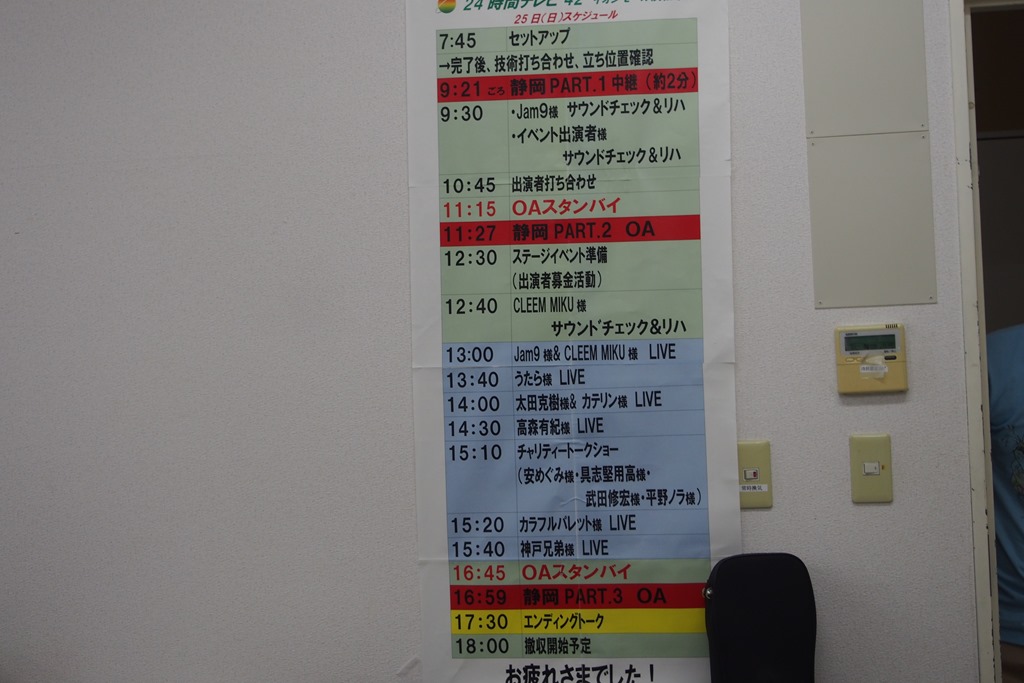 24時間テレビ 42
25日(日)スケジュール
7:45 セットアップ
→完了後、技術打ち合わせ、立ち位置確認
9:21 ごろ 静岡 PART.1 中継 (約2分)
9:30 ・Jam9様 サウンドチェック&リハ
・イベント出演者様
サウンドチェック&リハ
10:45 出演者打ち合わせ
11:15 OAスタンバイ
11:27 静岡 PART.2 OA
12:30 ステージイベント準備
(出演者募金活動)
12:40 CLEEM MIKU 様
サウンドチェック&リハ
13:00 Jam9 様& CLEEM MIKU 様 LIVE
13:40 うたら様 LIVE
14:00 太田克樹様& カテリン様 LIVE
14:30 高森有紀様 LIVE
15:10 チャリティートークショー
(安めぐみ様・具志堅用高様・
武田修宏様・平野ノラ様)
15:20 カラフルパレット様 LIVE
15:40 神戸兄弟様 LIVE
16:45 OAスタンバイ
16:59 静岡 PART.3 OA
17:30 エンディングトーク
18:00 撤収開始予定
お疲れさまでした!